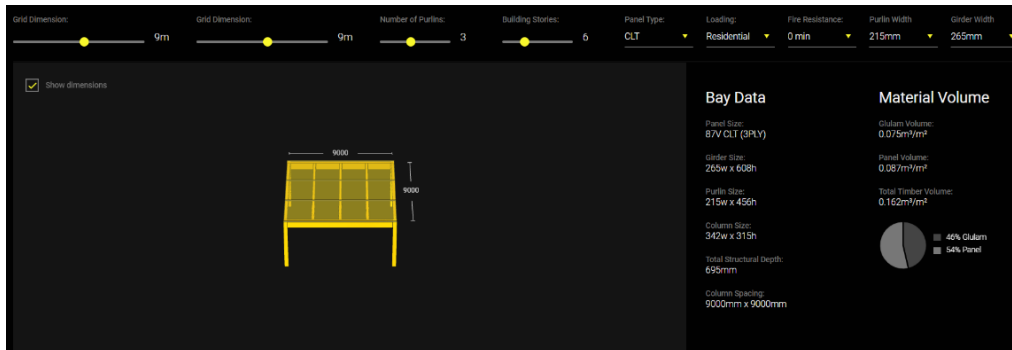 Grid Dimension:
9m
Grid Dimension:
9m
Number of Purlins:
3
Building Stories:
6
Panel Type:
CLT
Loading:
Residential
Fire Resistance:
0 min
Purlin Width
215mm
Girder Width
265mm
Show dimensions
9000
9000
Bay Data
Panel Size:
87V CLT (3PLY)
Girder Size:
265w x 608h
Purlin Size:
215w x 456h
Column Size:
342w x 315h
Total Structural Depth:
695mm
Column Spacing:
9000mm x 9000mm
Material Volume
Glulam Volume:
0.075m³/m²
Panel Volume:
0.087m³/m²
Total Timber Volume:
0.162m³/m²
46% Glulam
54% Panel